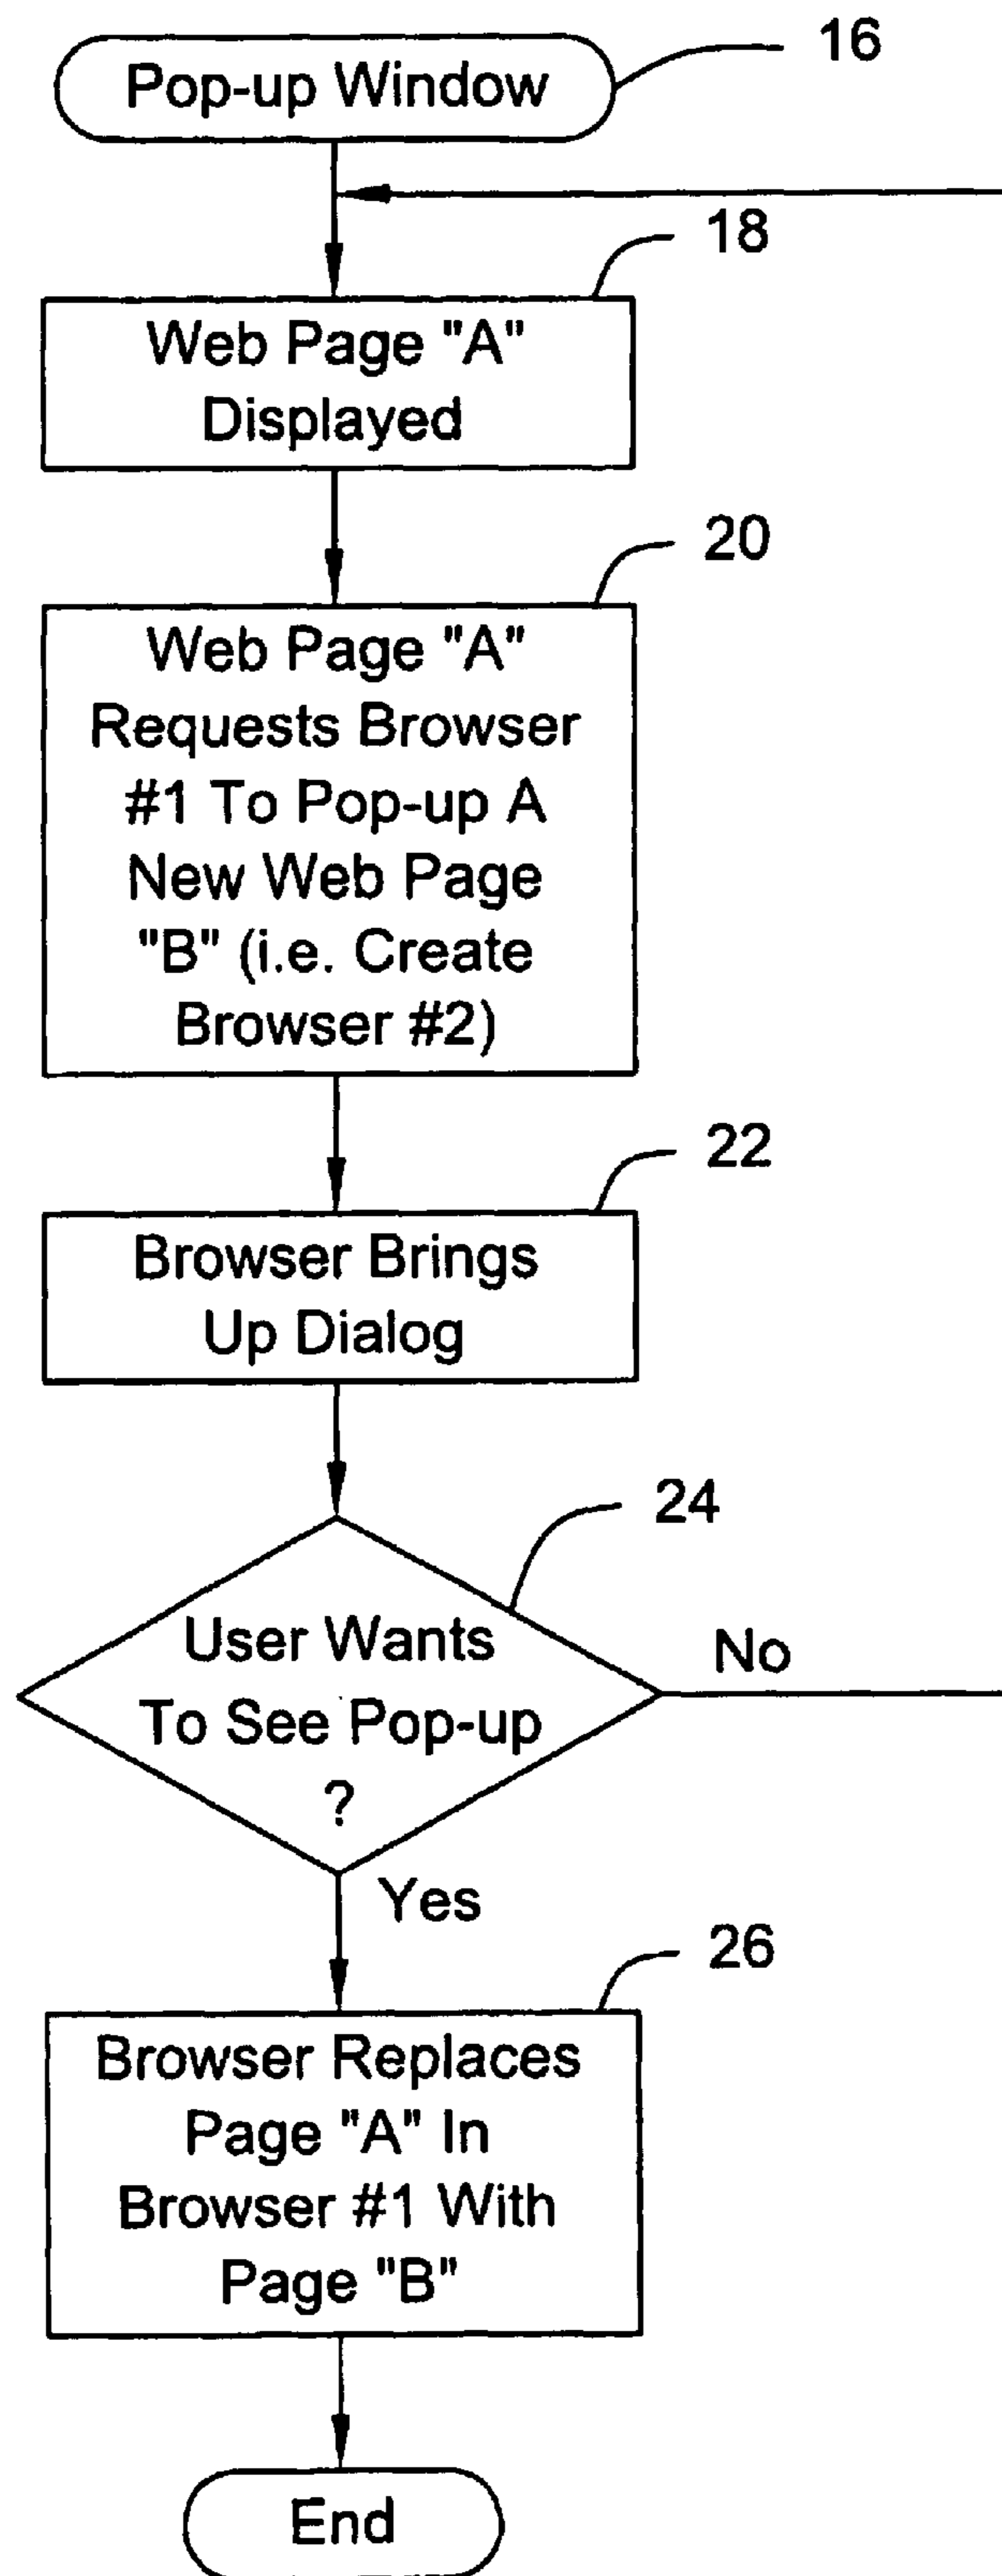 Pop-up Window
16
18
Web Page "A"
Displayed
20
Web Page "A"
Requests Browser
#1 To Pop-up A
New Web Page
"B" (i.e. Create
Browser #2)
22
Browser Brings
Up Dialog
24
User Wants
To See Pop-up
?
No
Yes
26
Browser Replaces
Page "A" In
Browser #1 With
Page "B"
End